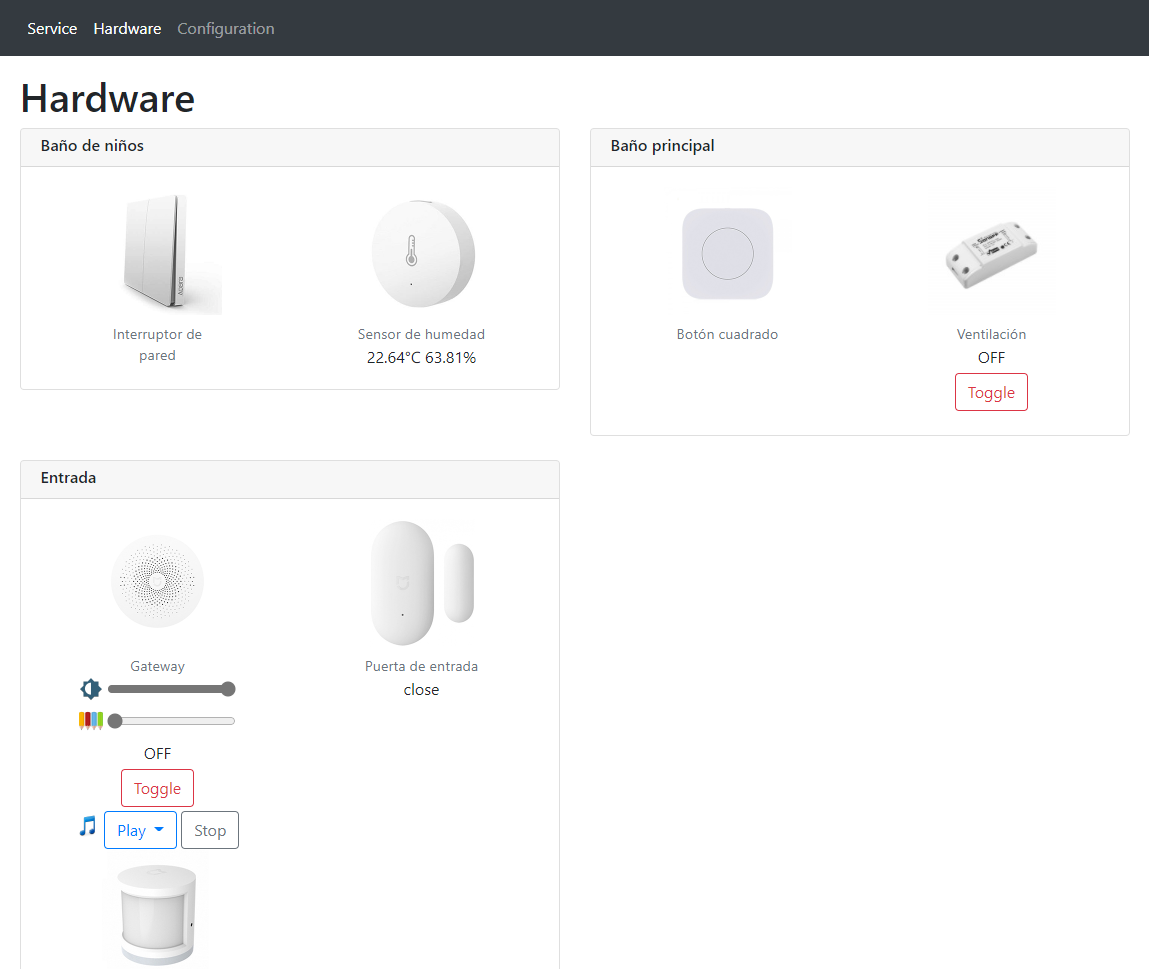 Service Hardware Configuration
Hardware
Baño de niños
Interruptor de
pared
Sensor de humedad
22.64°C 63.81%
Baño principal
Botón cuadrado
Ventilación
OFF
Toggle
Entrada
Gateway
OFF
Toggle
Play
Stop
Puerta de entrada
close